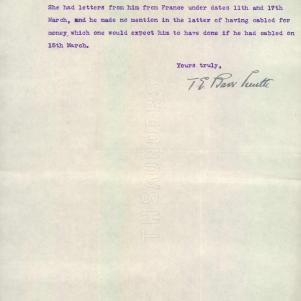 She had letters from him from France under dates 11th and 17th
March, and he made no mention in the latter of having cabled for
money which one would expect him to have done if he had cabled on
15th March.
Yours truly,
T E Barr